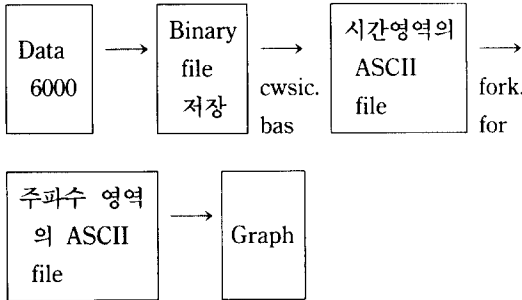 Data
6000
Binary
file
저장
cwsic.
bas
시간영역의
ASCII
file
fork.
for
주파수 영역
의 ASCII
file
Graph